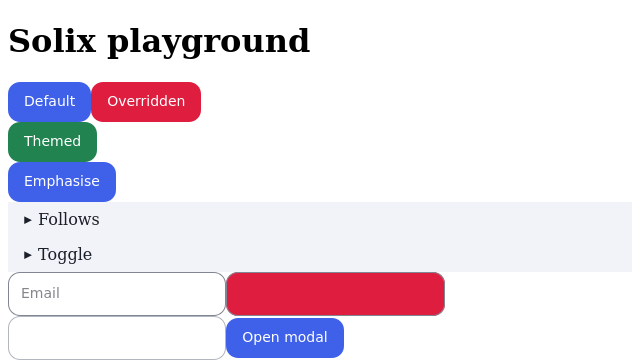 Solix playground
Default Overridden
Themed
Emphasise
▸ Follows
▸ Toggle
Email
Open modal